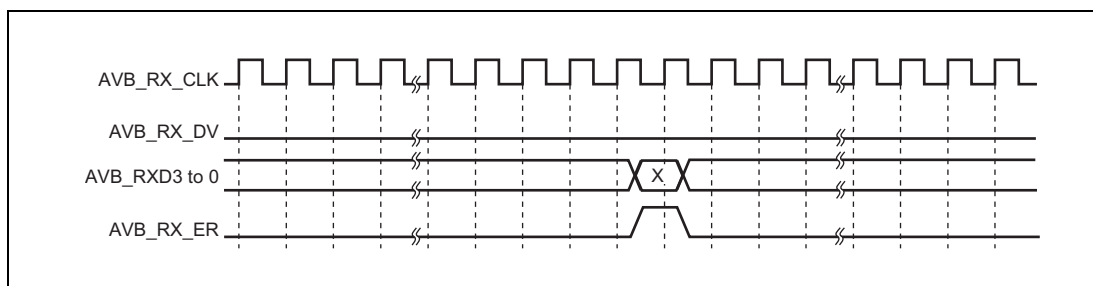 AVB_RX_CLK
AVB_RX_DV
AVB_RXD3 to 0
X
AVB_RX_ER